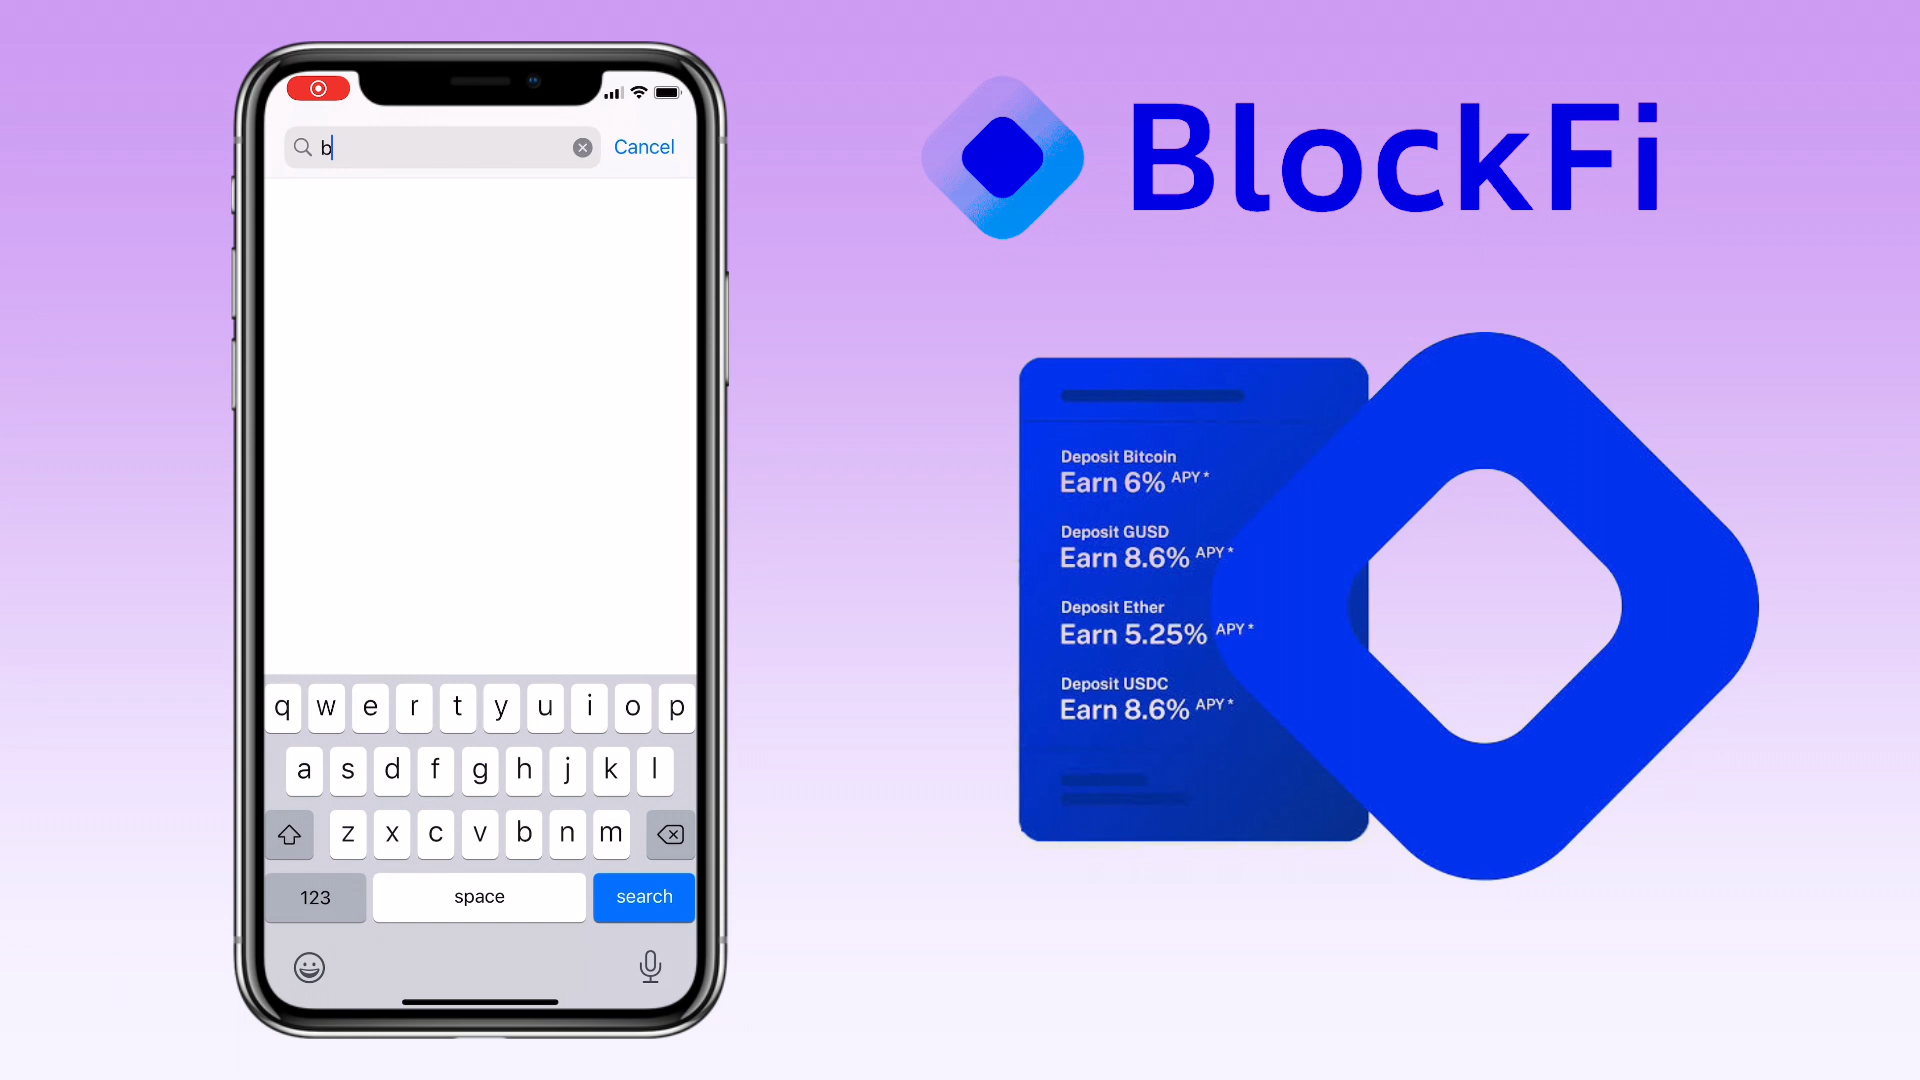 b
Cancel
q w e r t y u i o p
a s d f g h j k l
z x c v b n m
123 space search
BlockFi
Deposit Bitcoin
Earn 6% APY*
Deposit GUSD
Earn 8.6% APY*
Deposit Ether
Earn 5.25% APY*
Deposit USDC
Earn 8.6% APY*